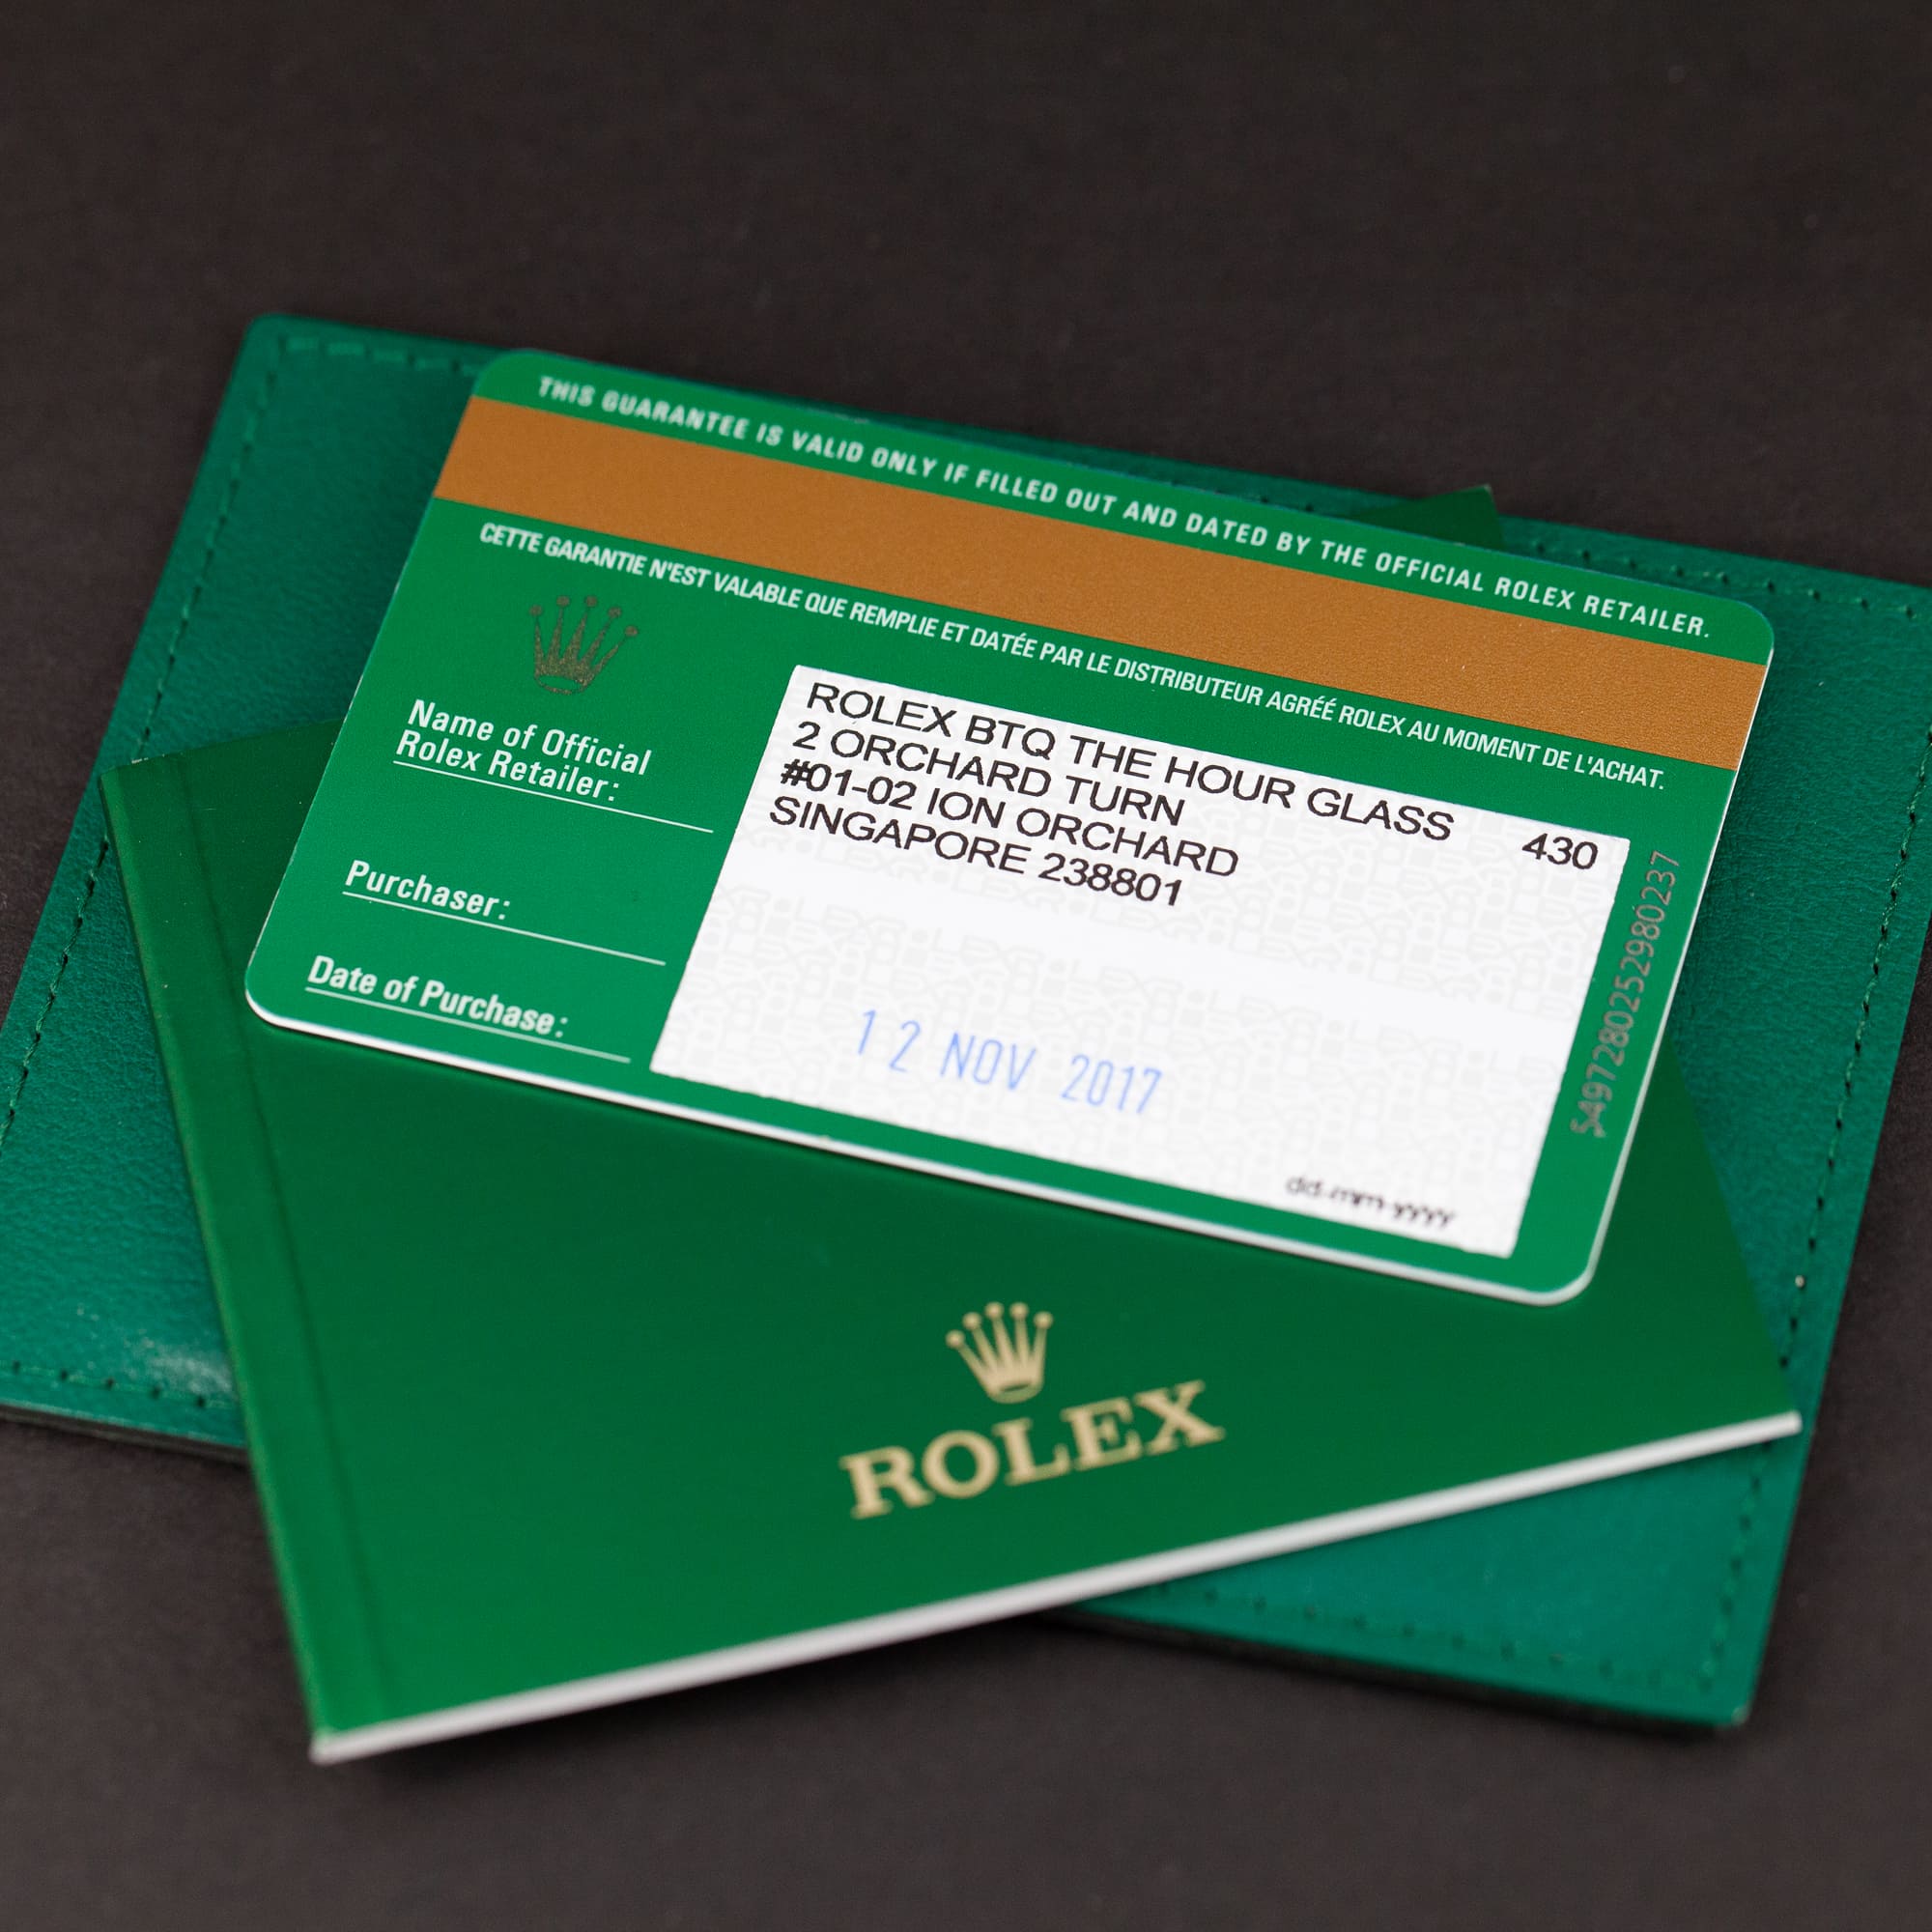 THIS GUARANTEE IS VALID ONLY IF FILLED OUT AND DATED BY THE OFFICIAL ROLEX RETAILER.
CETTE GARANTIE N'EST VALABLE QUE REMPLIE ET DATÉE PAR LE DISTRIBUTEUR AGRÉÉ ROLEX AU MOMENT DE L'ACHAT.
Name of Official
Rolex Retailer:
ROLEX BTQ THE HOUR GLASS 430
2 ORCHARD TURN
#01-02 ION ORCHARD
SINGAPORE 238801
Purchaser:
Date of Purchase:
12 NOV 2017
dd-mm-yyyy
5497280252980237
ROLEX